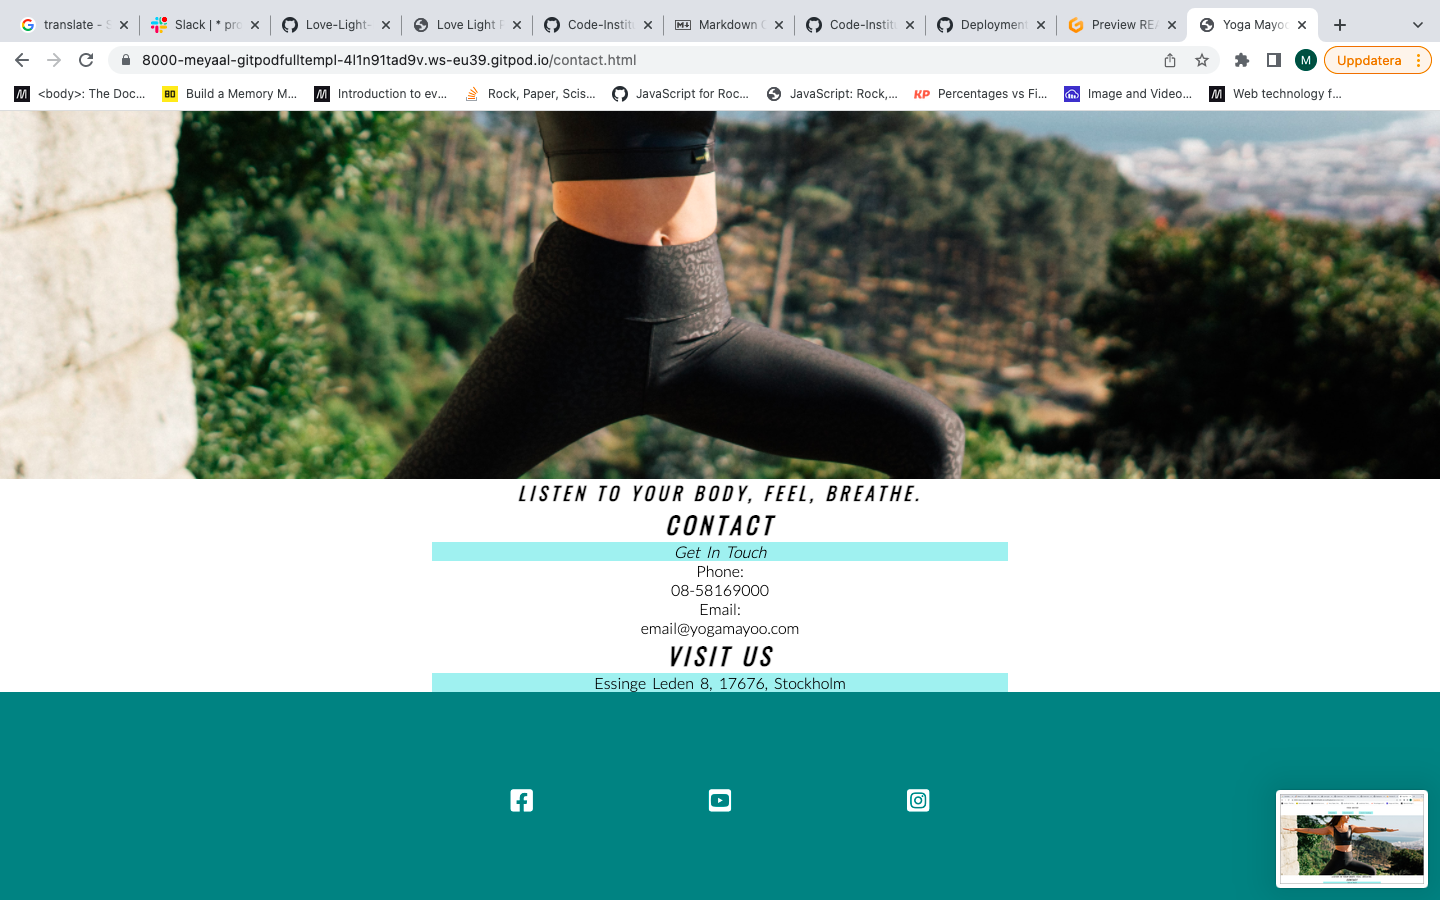 translate - S
Slack | * pro
Love-Light-
Love Light P
Code-Institu
Markdown C
Code-Institu
Deployment
Preview REA
Yoga Mayoo
8000-meyaal-gitpodfulltempl-4l1n91tad9v.ws-eu39.gitpod.io/contact.html
M
Uppdatera
<body>: The Doc...
Build a Memory M...
Introduction to ev...
Rock, Paper, Scis...
JavaScript for Roc...
JavaScript: Rock,...
KP
Percentages vs Fi...
Image and Video...
Web technology f...
LISTEN TO YOUR BODY, FEEL, BREATHE.
CONTACT
Get In Touch
Phone:
08-58169000
Email:
email@yogamayoo.com
VISIT US
Essinge Leden 8, 17676, Stockholm